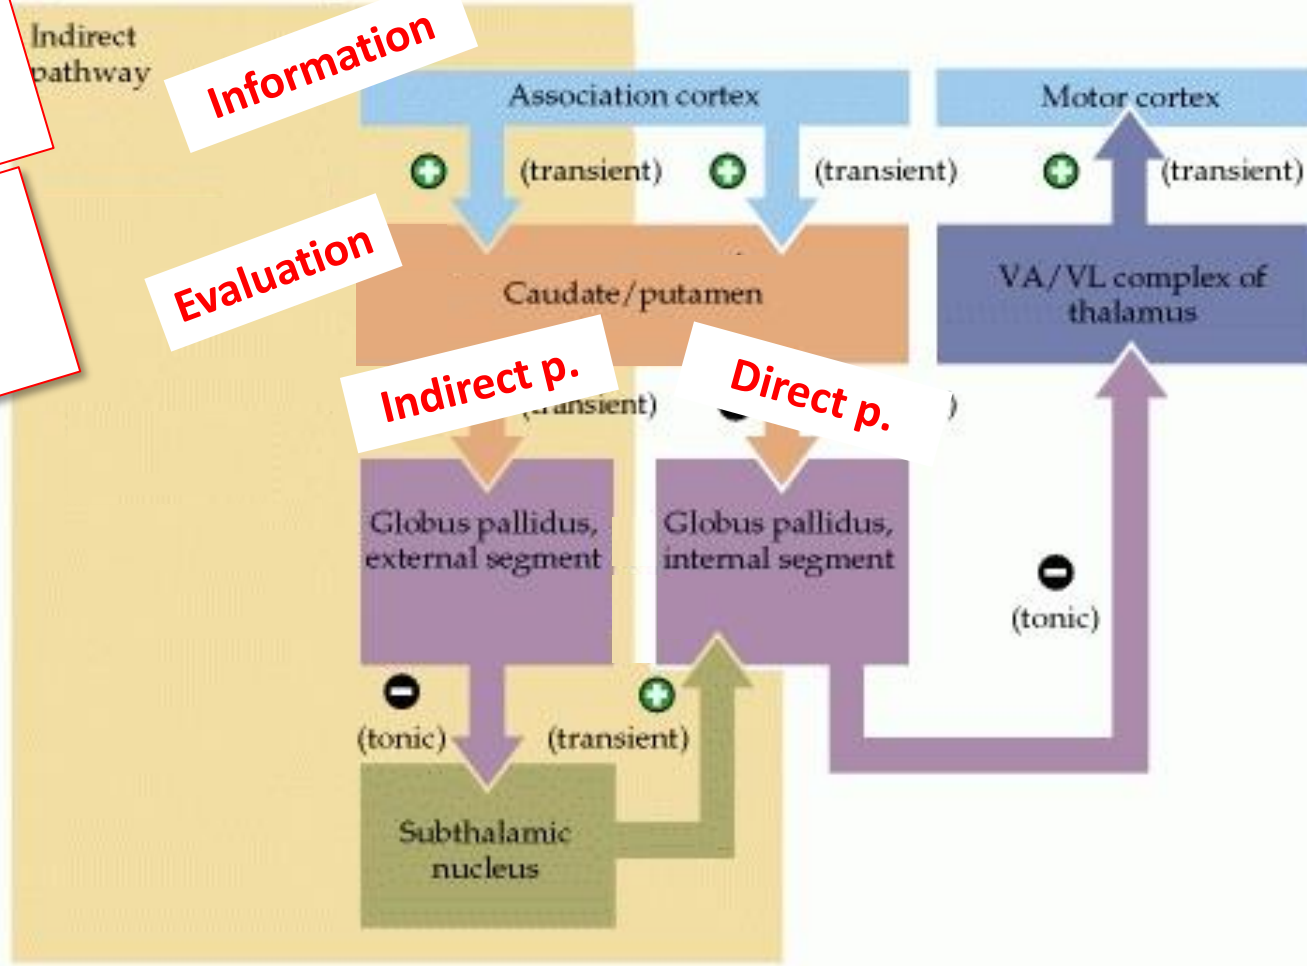 Indirect
pathway
Information
Association cortex
Motor cortex
(transient)
(transient)
(transient)
Evaluation
Caudate/putamen
VA/VL complex of
thalamus
Indirect p.
Direct p.
(transient)
)
Globus pallidus,
external segment
Globus pallidus,
internal segment
(tonic)
(tonic)
(transient)
Subthalamic
nucleus